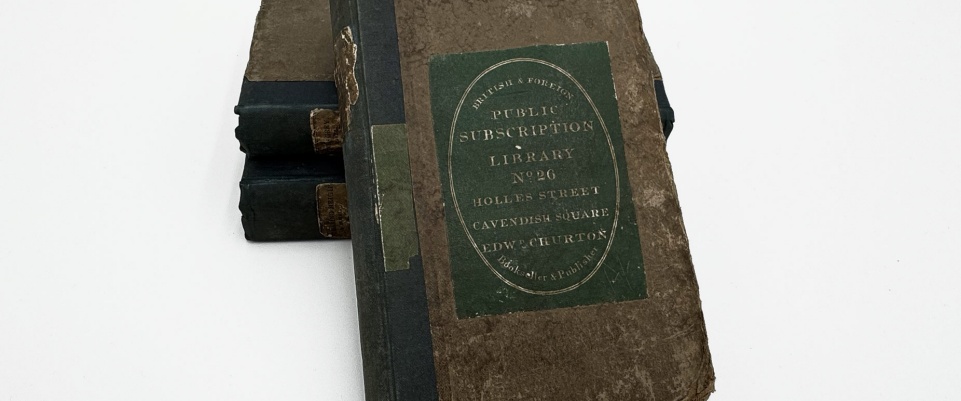 BRITISH & FOREIGN
PUBLIC
SUBSCRIPTION
LIBRARY
Nº 26
HOLLES STREET
CAVENDISH SQUARE
EDWD CHURTON
Bookseller & Publisher